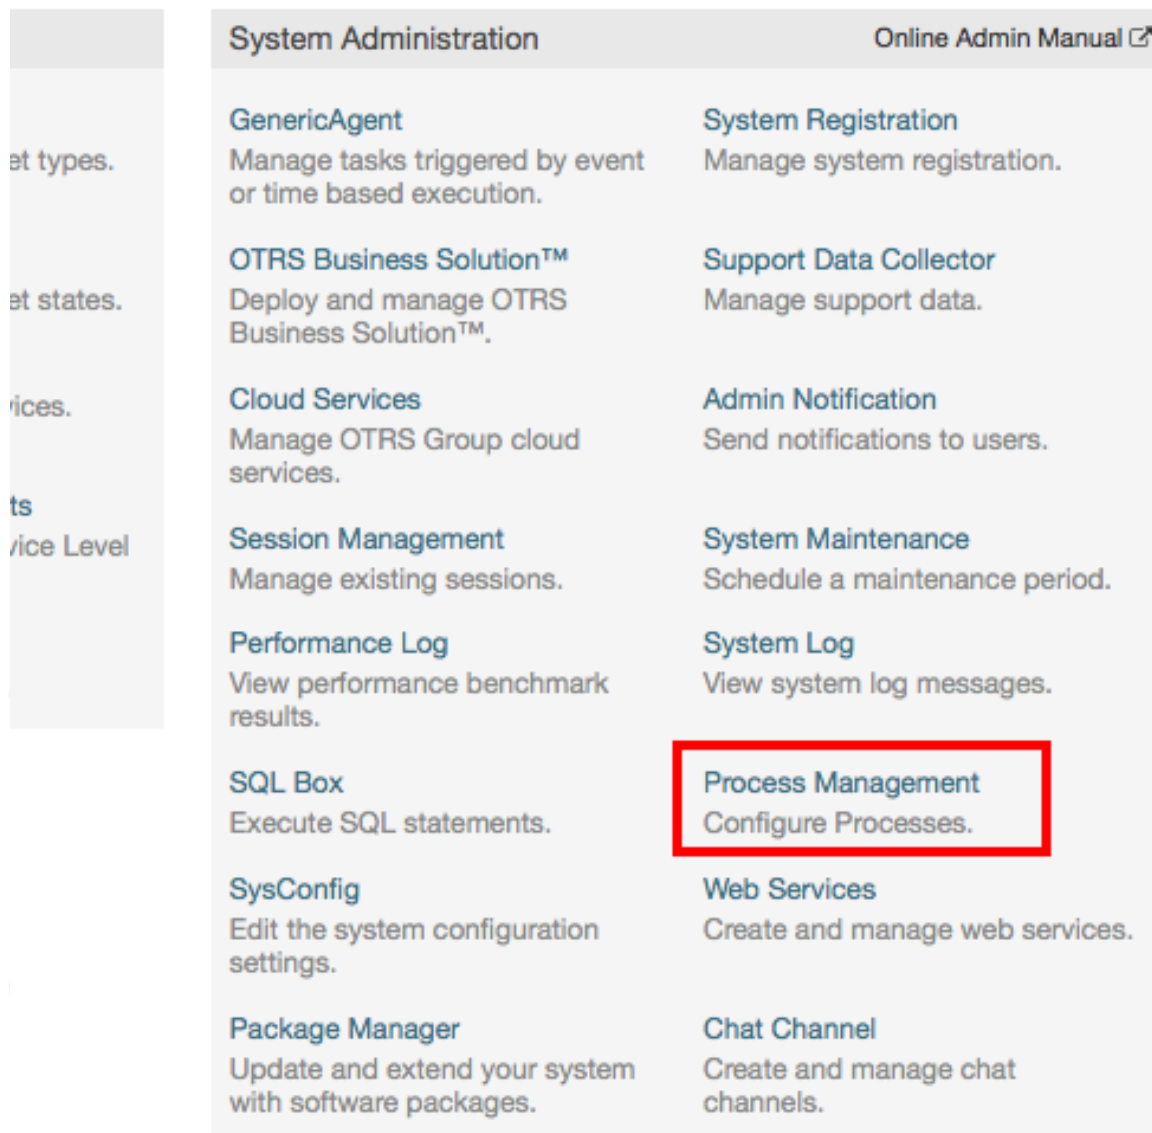 System Administration
Online Admin Manual
et types.
et states.
ices.
ts
vice Level
GenericAgent
Manage tasks triggered by event
or time based execution.
OTRS Business Solution™
Deploy and manage OTRS
Business Solution™.
Cloud Services
Manage OTRS Group cloud
services.
Session Management
Manage existing sessions.
Performance Log
View performance benchmark
results.
SQL Box
Execute SQL statements.
SysConfig
Edit the system configuration
settings.
Package Manager
Update and extend your system
with software packages.
System Registration
Manage system registration.
Support Data Collector
Manage support data.
Admin Notification
Send notifications to users.
System Maintenance
Schedule a maintenance period.
System Log
View system log messages.
Process Management
Configure Processes.
Web Services
Create and manage web services.
Chat Channel
Create and manage chat
channels.